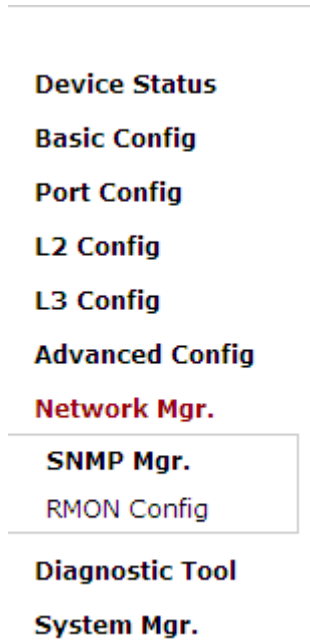 Device Status
Basic Config
Port Config
L2 Config
L3 Config
Advanced Config
Network Mgr.
SNMP Mgr.
RMON Config
Diagnostic Tool
System Mgr.